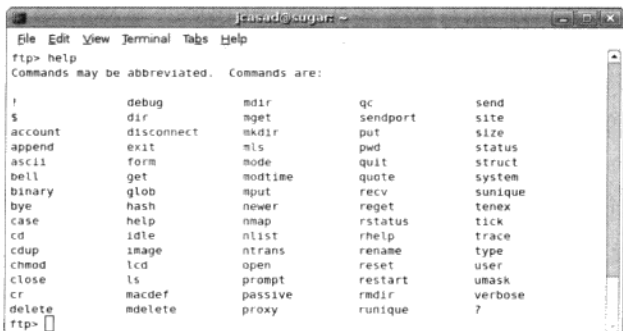 jcasad@sugar: ~
File Edit View Terminal Tabs Help
ftp> help
Commands may be abbreviated. Commands are:
! debug mdir qc send
$ dir mget sendport site
account disconnect mkdir put size
append exit mls pwd status
ascii form mode quit struct
bell get modtime quote system
binary glob mput recv sunique
bye hash newer reget tenex
case help nmap rstatus tick
cd idle nlist rhelp trace
cdup image ntrans rename type
chmod lcd open reset user
close ls prompt restart umask
cr macdef passive rmdir verbose
delete mdelete proxy runique ?
ftp>